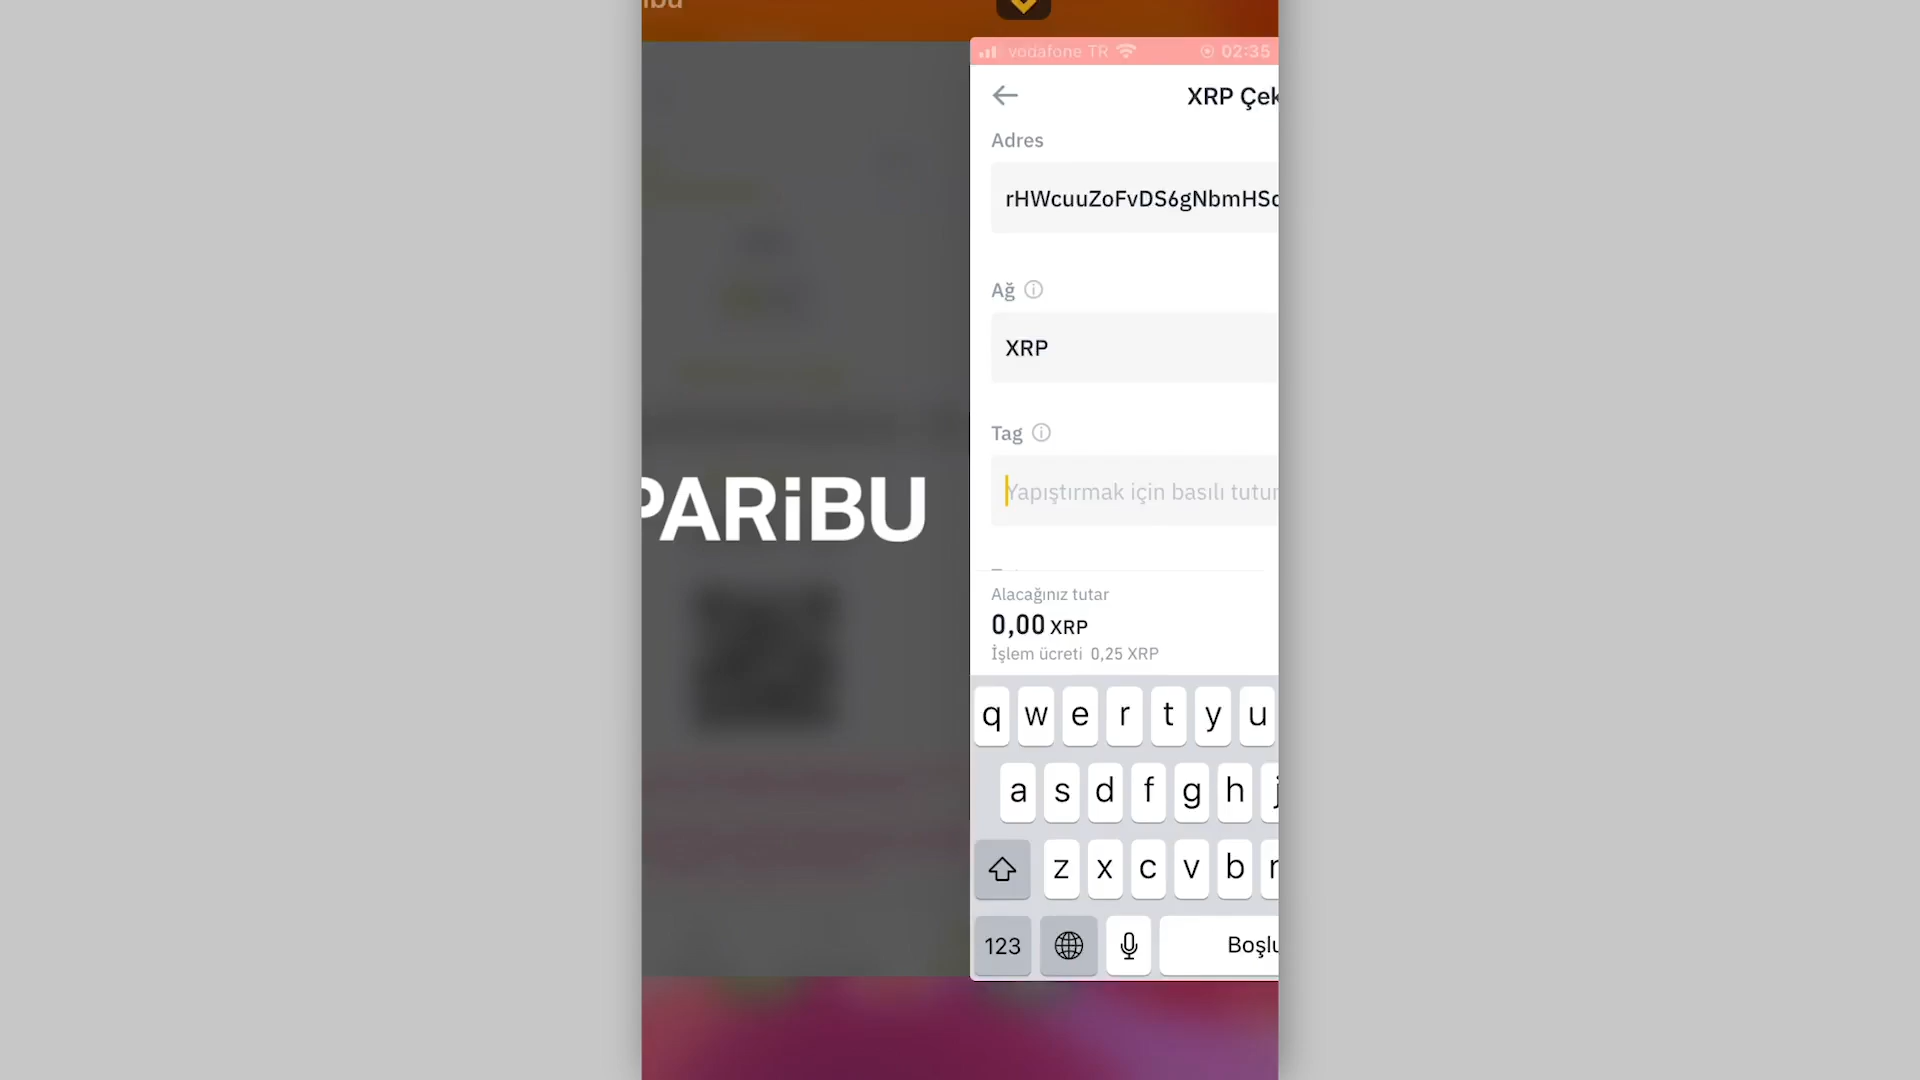 PARiBU
vodafone TR 02:35
XRP Çek
Adres
rHWcuuZoFvDS6gNbmHSc
Ağ
XRP
Tag
Yapıştırmak için basılı tutun
Alacağınız tutar
0,00 XRP
İşlem ücreti 0,25 XRP
q w e r t y u
a s d f g h j
z x c v b
123 Boşlu